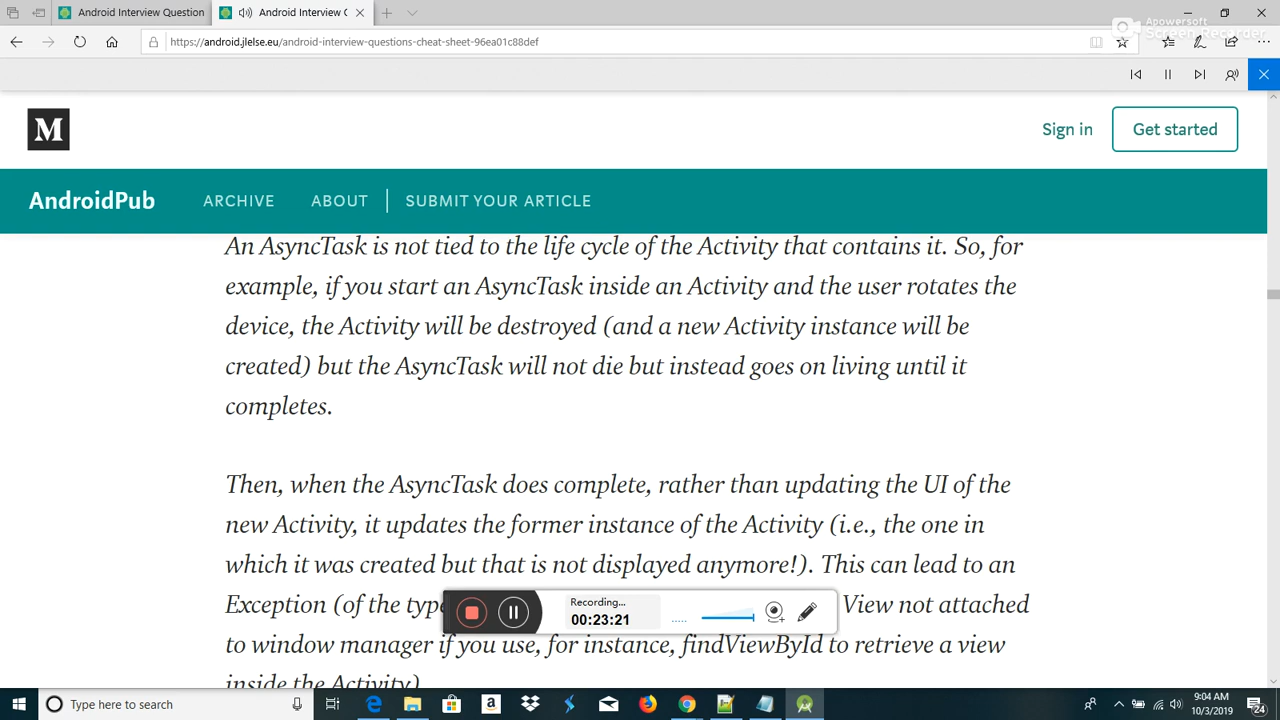 Android Interview Question
Android Interview C
Apowersoft
Screen Recorder
https://android.jlelse.eu/android-interview-questions-cheat-sheet-96ea01c88def
M
Sign in
Get started
AndroidPub
ARCHIVE
ABOUT
SUBMIT YOUR ARTICLE
An AsyncTask is not tied to the life cycle of the Activity that contains it. So, for
example, if you start an AsyncTask inside an Activity and the user rotates the
device, the Activity will be destroyed (and a new Activity instance will be
created) but the AsyncTask will not die but instead goes on living until it
completes.
Then, when the AsyncTask does complete, rather than updating the UI of the
new Activity, it updates the former instance of the Activity (i.e., the one in
which it was created but that is not displayed anymore!). This can lead to an
Exception (of the type View not attached
Recording...
00:23:21
to window manager if you use, for instance, findViewById to retrieve a view
inside the Activity).
Type here to search
9:04 AM
10/3/2019
24